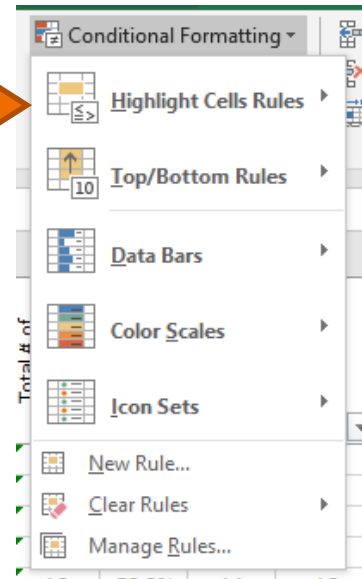 Conditional Formatting
Highlight Cells Rules
10
Top/Bottom Rules
Data Bars
Color Scales
Icon Sets
New Rule...
Clear Rules
Manage Rules...
Total # of